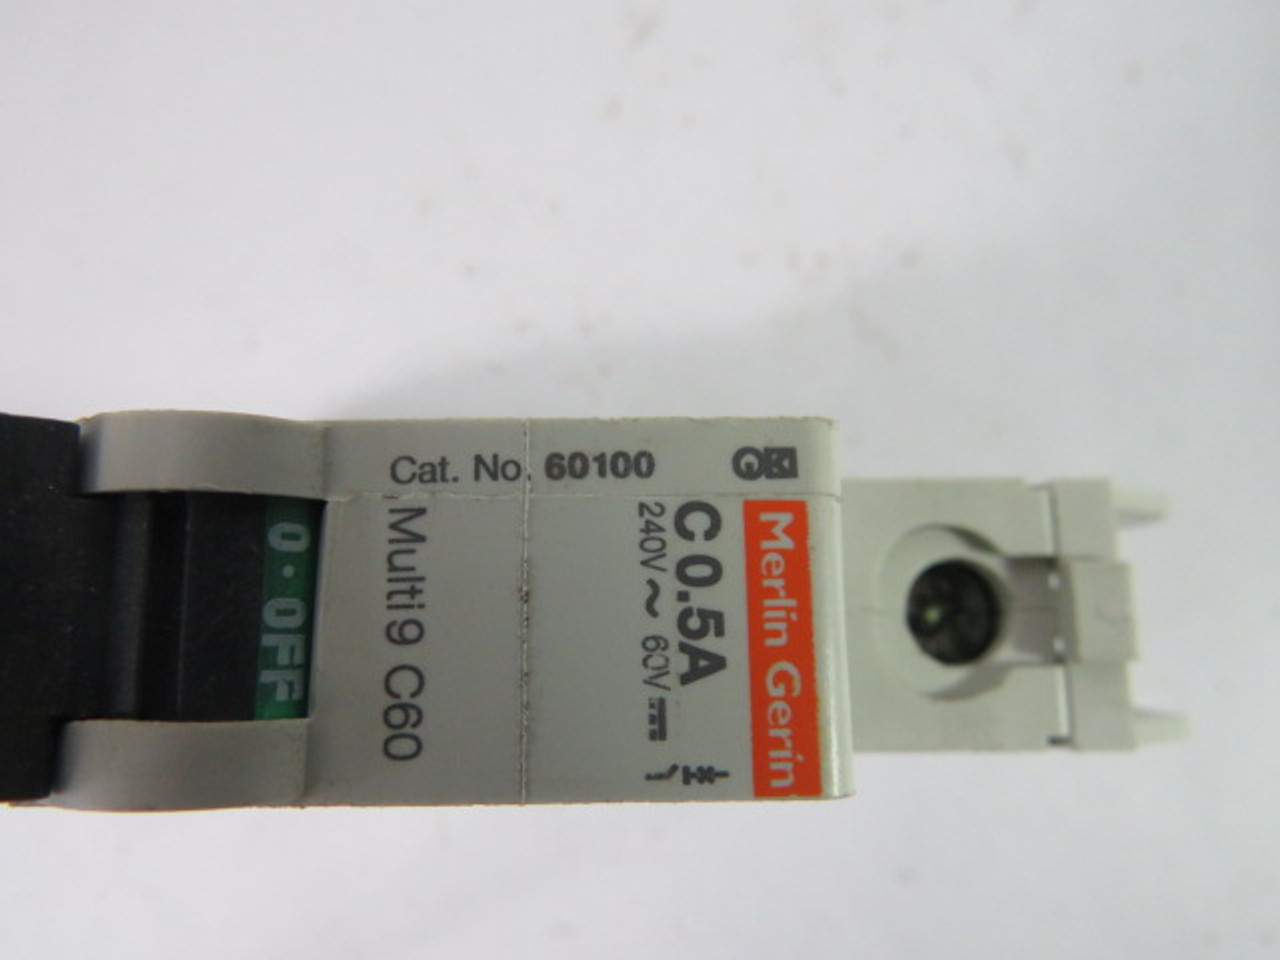 Cat. No. 60100
Merlin Gerin
C 0.5A
240V ~ 60V
Multi 9 C60
0 · OFF